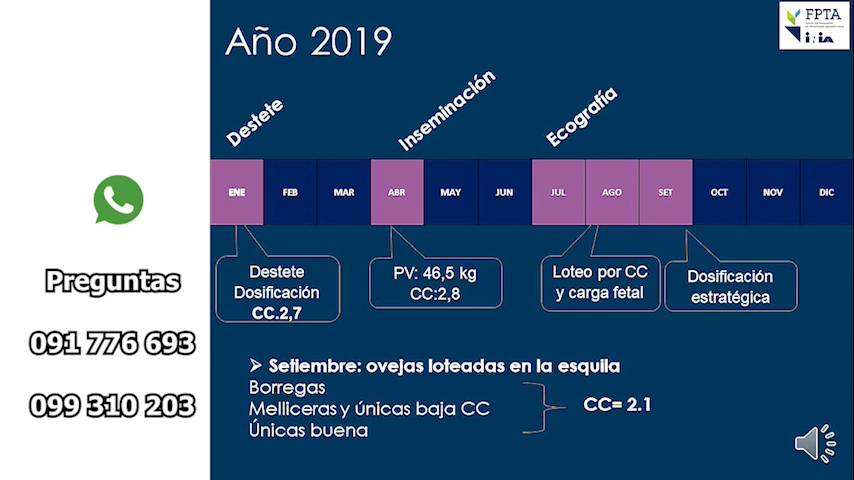 Año 2019
FPTA
INIA
Destete
Inseminación
Ecografía
ENE FEB MAR ABR MAY JUN JUL AGO SET OCT NOV DIC
Destete
Dosificación
CC.2,7
PV: 46,5 kg
CC:2,8
Loteo por CC
y carga fetal
Dosificación
estratégica
Preguntas
091 776 693
099 310 203
➢ Setiembre: ovejas loteadas en la esquila
Borregas
Melliceras y únicas baja CC
Únicas buena
CC= 2.1